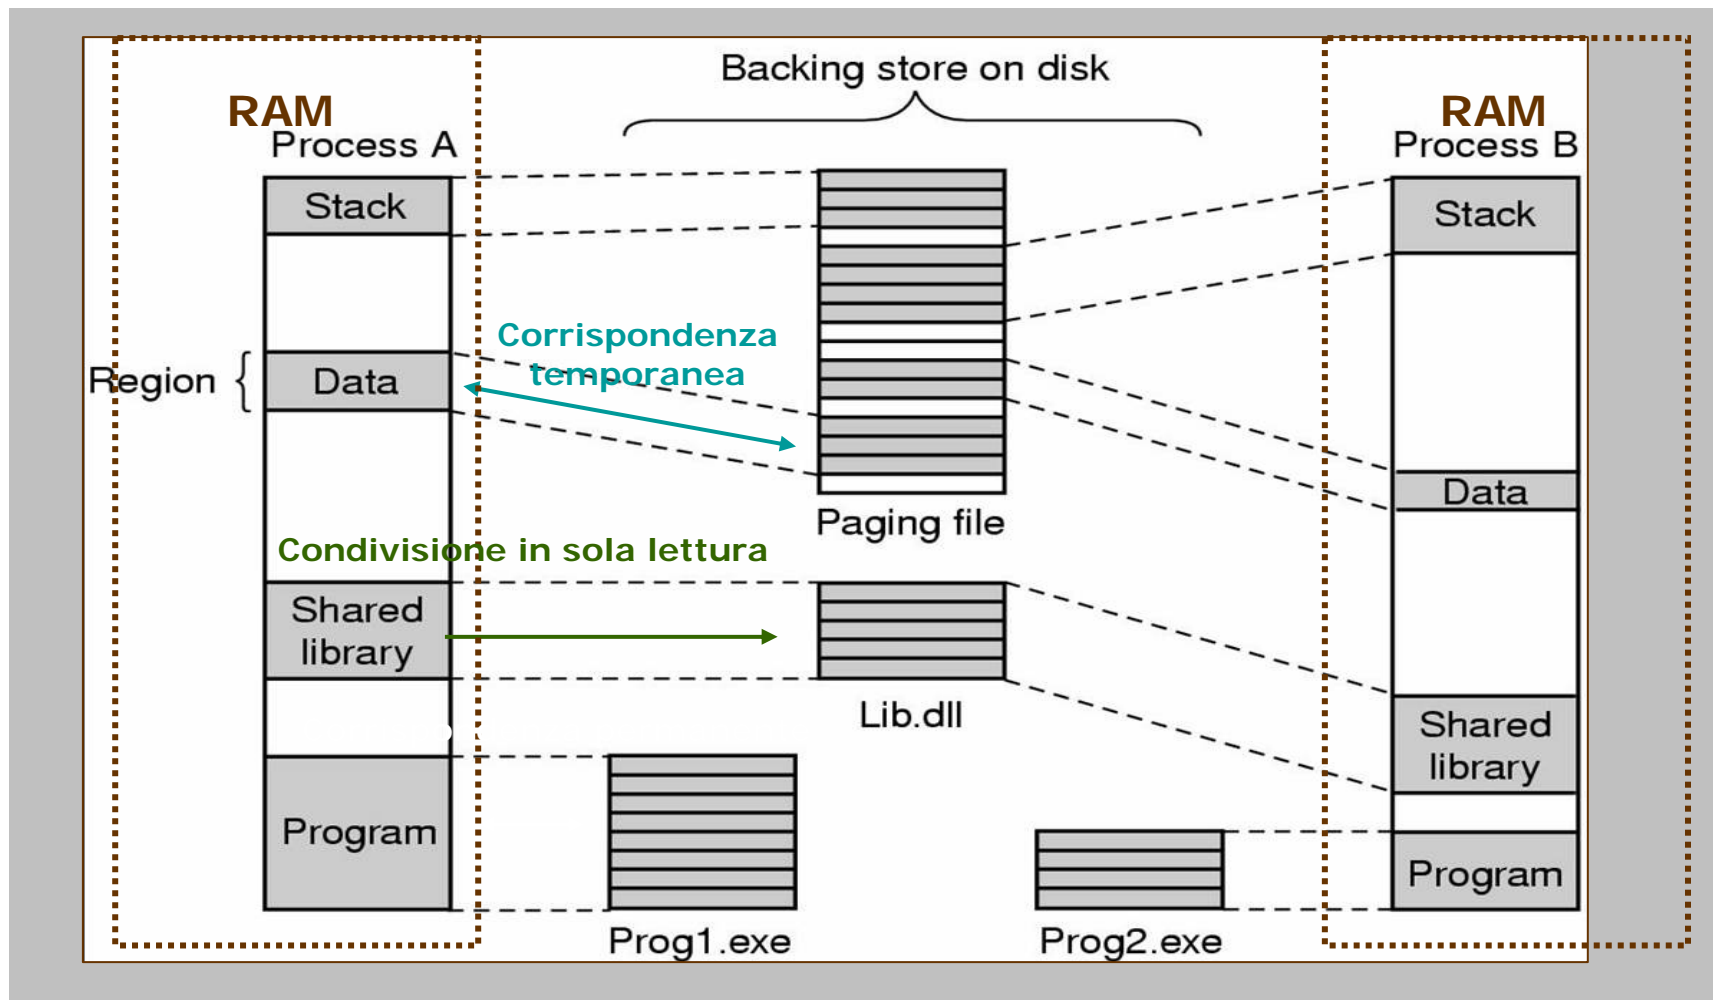 Backing store on disk
RAM
Process A
RAM
Process B
Stack
Stack
Corrispondenza
temporanea
Region
Data
Data
Paging file
Condivisione in sola lettura
Shared
library
Lib.dll
Shared
library
Program
Program
Prog1.exe
Prog2.exe